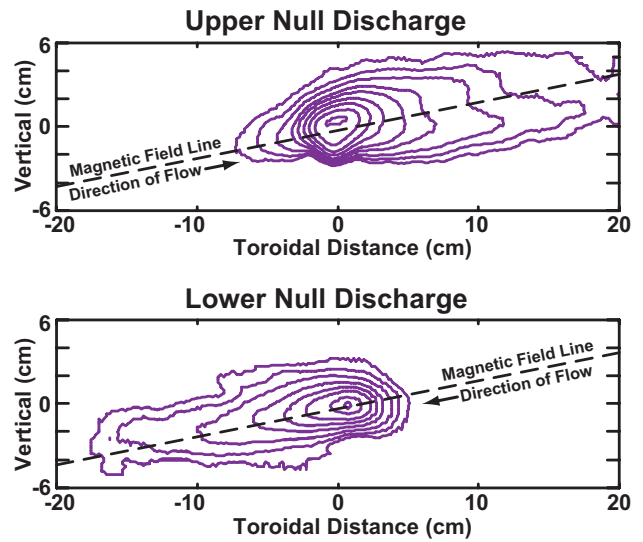 Upper Null Discharge
6
0
-6
Vertical (cm)
Magnetic Field Line
Direction of Flow
-20
-10
0
10
20
Toroidal Distance (cm)
Lower Null Discharge
6
0
-6
Vertical (cm)
Magnetic Field Line
Direction of Flow
-20
-10
0
10
20
Toroidal Distance (cm)